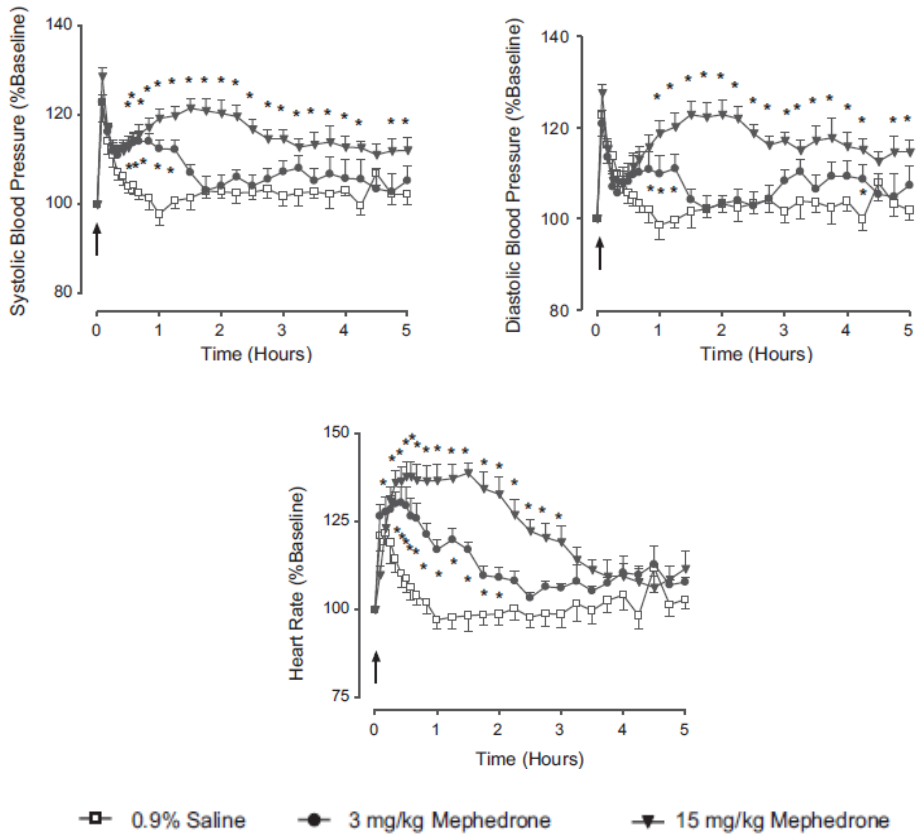 Systolic Blood Pressure (%Baseline)
140
120
100
80
0 1 2 3 4 5
Time (Hours)
Diastolic Blood Pressure (%Baseline)
140
120
100
80
0 1 2 3 4 5
Time (Hours)
Heart Rate (%Baseline)
150
125
100
75
0 1 2 3 4 5
Time (Hours)
0.9% Saline 3 mg/kg Mephedrone 15 mg/kg Mephedrone